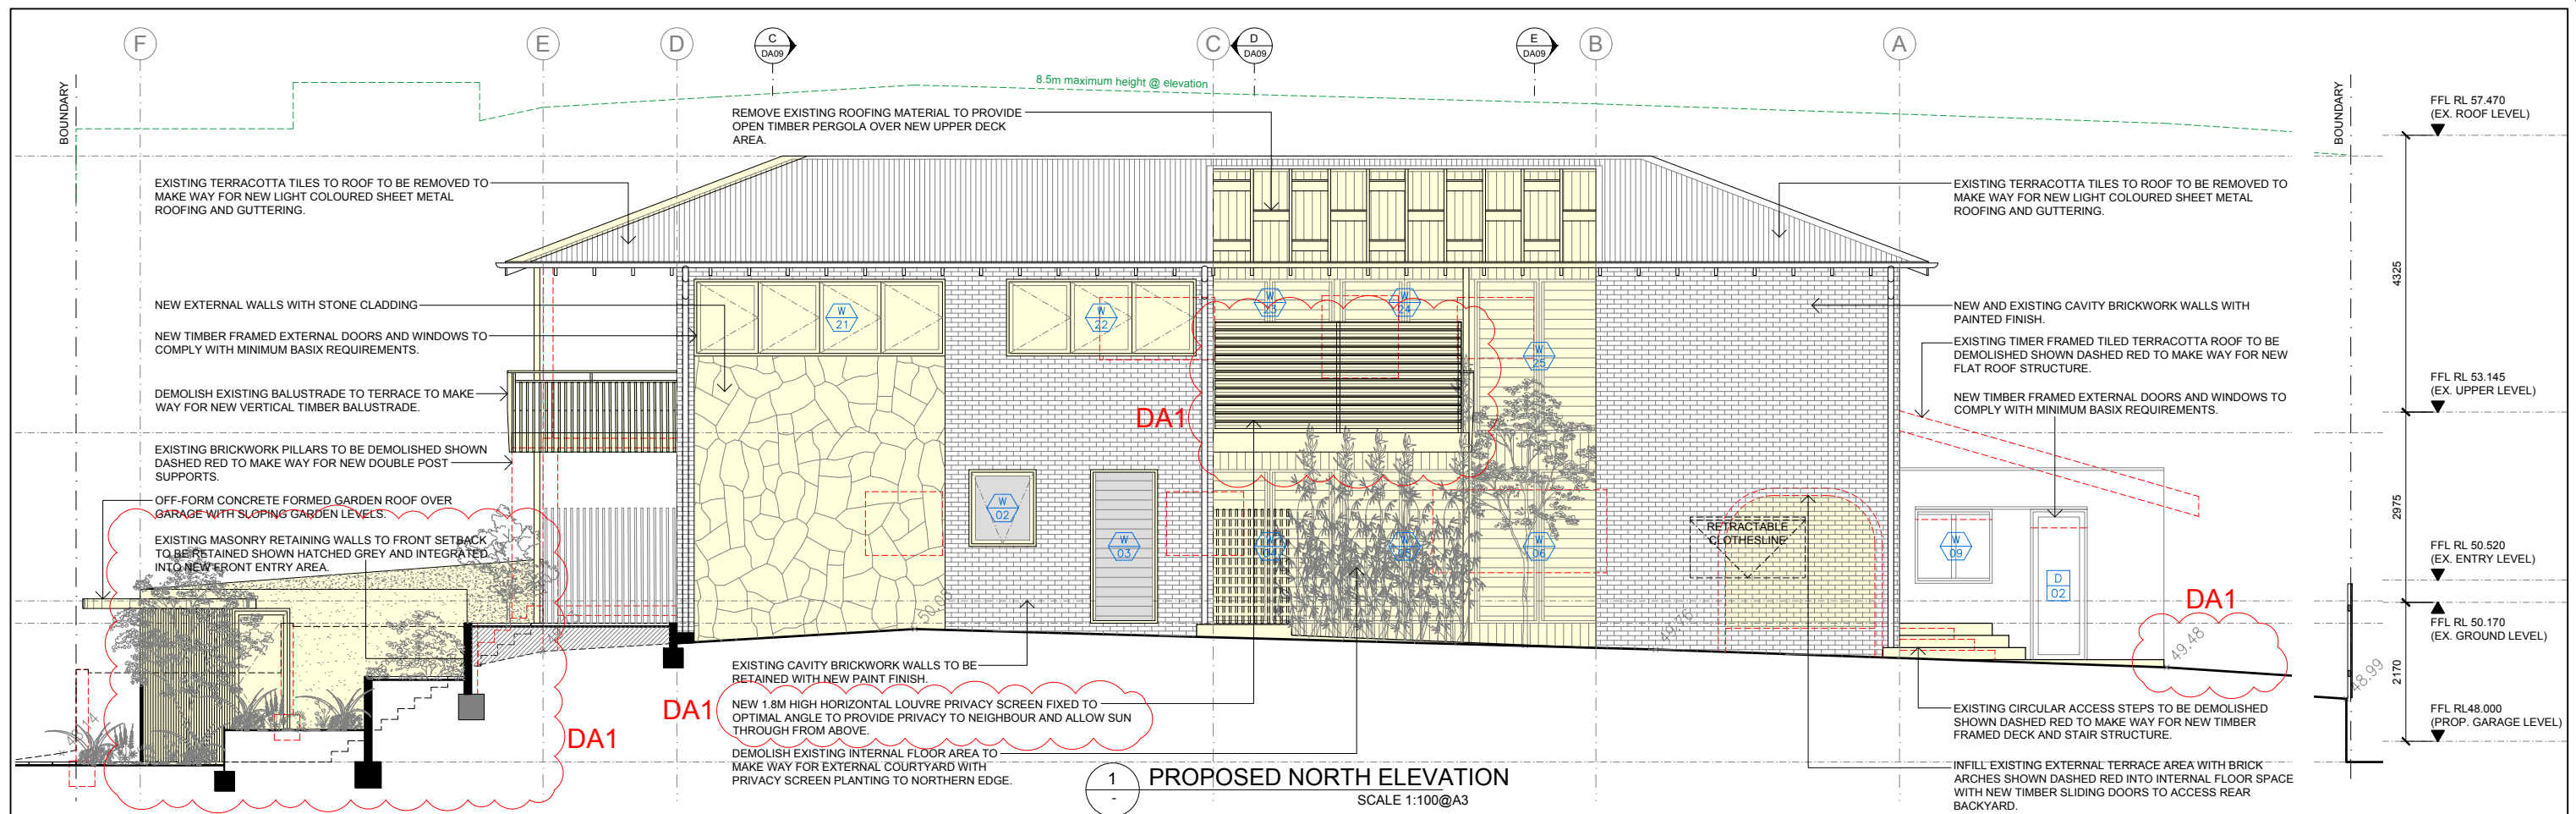 F
E
D
C
DA09
C
D
DA09
E
DA09
B
A
BOUNDARY
8.5m maximum height @ elevation
BOUNDARY
REMOVE EXISTING ROOFING MATERIAL TO PROVIDE
OPEN TIMBER PERGOLA OVER NEW UPPER DECK
AREA.
EXISTING TERRACOTTA TILES TO ROOF TO BE REMOVED TO
MAKE WAY FOR NEW LIGHT COLOURED SHEET METAL
ROOFING AND GUTTERING.
NEW EXTERNAL WALLS WITH STONE CLADDING
NEW TIMBER FRAMED EXTERNAL DOORS AND WINDOWS TO
COMPLY WITH MINIMUM BASIX REQUIREMENTS.
DEMOLISH EXISTING BALUSTRADE TO TERRACE TO MAKE
WAY FOR NEW VERTICAL TIMBER BALUSTRADE.
EXISTING BRICKWORK PILLARS TO BE DEMOLISHED SHOWN
DASHED RED TO MAKE WAY FOR NEW DOUBLE POST
SUPPORTS.
OFF-FORM CONCRETE FORMED GARDEN ROOF OVER
GARAGE WITH SLOPING GARDEN LEVELS.
EXISTING MASONRY RETAINING WALLS TO FRONT SETBACK
TO BE RETAINED SHOWN HATCHED GREY AND INTEGRATED
INTO NEW FRONT ENTRY AREA.
W
21
W
22
W
23
W
24
W
25
W
02
W
03
W
04
W
05
W
06
W
09
D
02
DA1
RETRACTABLE
CLOTHESLINE
50.05
49.76
49.48
48.99
DA1
DA1
DA1
EXISTING CAVITY BRICKWORK WALLS TO BE
RETAINED WITH NEW PAINT FINISH.
NEW 1.8M HIGH HORIZONTAL LOUVRE PRIVACY SCREEN FIXED TO
OPTIMAL ANGLE TO PROVIDE PRIVACY TO NEIGHBOUR AND ALLOW SUN
THROUGH FROM ABOVE.
DEMOLISH EXISTING INTERNAL FLOOR AREA TO
MAKE WAY FOR EXTERNAL COURTYARD WITH
PRIVACY SCREEN PLANTING TO NORTHERN EDGE.
EXISTING TERRACOTTA TILES TO ROOF TO BE REMOVED TO
MAKE WAY FOR NEW LIGHT COLOURED SHEET METAL
ROOFING AND GUTTERING.
NEW AND EXISTING CAVITY BRICKWORK WALLS WITH
PAINTED FINISH.
EXISTING TIMER FRAMED TILED TERRACOTTA ROOF TO BE
DEMOLISHED SHOWN DASHED RED TO MAKE WAY FOR NEW
FLAT ROOF STRUCTURE.
NEW TIMBER FRAMED EXTERNAL DOORS AND WINDOWS TO
COMPLY WITH MINIMUM BASIX REQUIREMENTS.
EXISTING CIRCULAR ACCESS STEPS TO BE DEMOLISHED
SHOWN DASHED RED TO MAKE WAY FOR NEW TIMBER
FRAMED DECK AND STAIR STRUCTURE.
INFILL EXISTING EXTERNAL TERRACE AREA WITH BRICK
ARCHES SHOWN DASHED RED INTO INTERNAL FLOOR SPACE
WITH NEW TIMBER SLIDING DOORS TO ACCESS REAR
BACKYARD.
FFL RL 57.470
(EX. ROOF LEVEL)
4325
FFL RL 53.145
(EX. UPPER LEVEL)
2975
FFL RL 50.520
(EX. ENTRY LEVEL)
FFL RL 50.170
(EX. GROUND LEVEL)
2170
FFL RL48.000
(PROP. GARAGE LEVEL)
1
-
PROPOSED NORTH ELEVATION
SCALE 1:100@A3